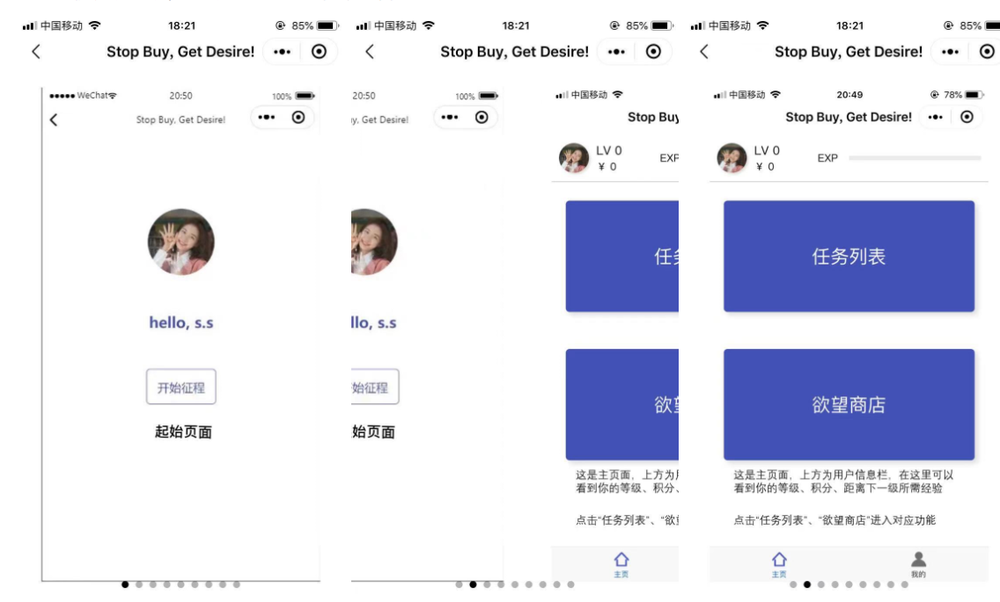 中国移动 18:21 85%
Stop Buy, Get Desire!
WeChat 20:50 100%
Stop Buy, Get Desire!
hello, s.s
开始征程
起始页面
中国移动 18:21 85%
Stop Buy, Get Desire!
20:50 100%
y, Get Desire!
llo, s.s
始征程
始页面
中国移动
Stop Buy
LV 0
¥ 0
EXP
任务
欲望
这是主页面，上方为用
看到你的等级、积分、
点击“任务列表”、“欲望
主页
中国移动 18:21 85%
Stop Buy, Get Desire!
中国移动 20:49 78%
Stop Buy, Get Desire!
LV 0
¥ 0
EXP
任务列表
欲望商店
这是主页面，上方为用户信息栏，在这里可以
看到你的等级、积分、距离下一级所需经验
点击“任务列表”、“欲望商店”进入对应功能
主页
我的